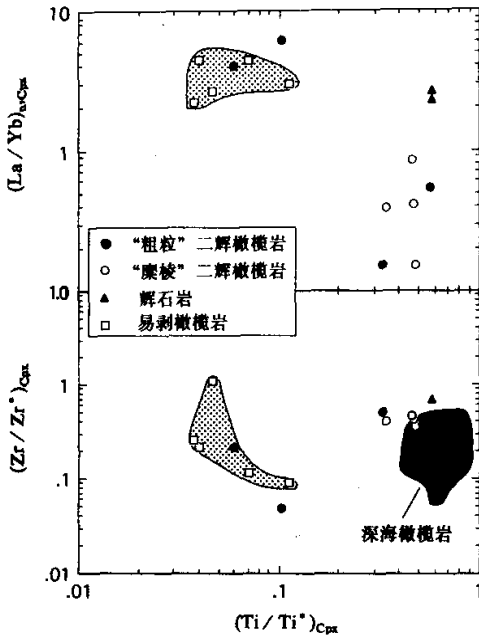 10
(La / Yb)n,Cpx
1
"粗粒" 二辉橄榄岩
"糜棱" 二辉橄榄岩
辉石岩
易剥橄榄岩
1.0
(Zr / Zr*)Cpx
1
0.1
.01
.01
0.1
1
深海橄榄岩
(Ti / Ti*)Cpx